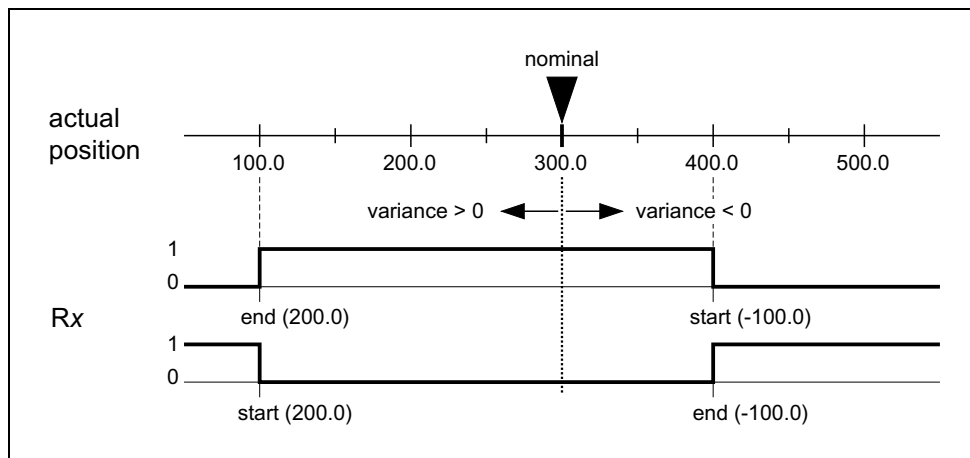 nominal
actual
position
100.0 200.0 300.0 400.0 500.0
variance > 0 variance < 0
1
0
end (200.0) start (-100.0)
Rx
1
0
start (200.0) end (-100.0)